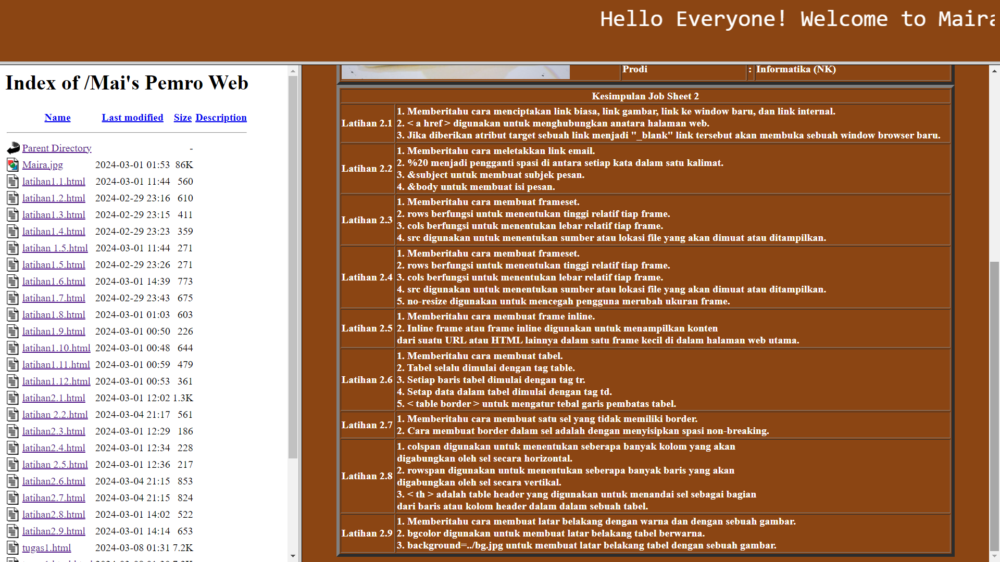 Hello Everyone! Welcome to Maira
Index of /Mai's Pemro Web
Name Last modified Size Description
Parent Directory -
Maira.jpg 2024-03-01 01:53 86K
latihan1.1.html 2024-03-01 11:44 560
latihan1.2.html 2024-02-29 23:16 610
latihan1.3.html 2024-02-29 23:15 411
latihan1.4.html 2024-02-29 23:23 359
latihan 1.5.html 2024-03-01 11:44 271
latihan1.5.html 2024-02-29 23:26 271
latihan1.6.html 2024-03-01 14:39 773
latihan1.7.html 2024-02-29 23:43 675
latihan1.8.html 2024-03-01 01:03 603
latihan1.9.html 2024-03-01 00:50 226
latihan1.10.html 2024-03-01 00:48 644
latihan1.11.html 2024-03-01 00:59 479
latihan1.12.html 2024-03-01 00:53 361
latihan2.1.html 2024-03-01 12:02 1.3K
latihan 2.2.html 2024-03-04 21:17 561
latihan2.3.html 2024-03-01 12:29 186
latihan2.4.html 2024-03-01 12:34 228
latihan 2.5.html 2024-03-01 12:36 217
latihan2.6.html 2024-03-04 21:15 853
latihan2.7.html 2024-03-04 21:15 824
latihan2.8.html 2024-03-01 14:02 522
latihan2.9.html 2024-03-01 14:14 653
tugas1.html 2024-03-08 01:31 7.2K
Prodi : Informatika (NK)
Kesimpulan Job Sheet 2
Latihan 2.1
1. Memberitahu cara menciptakan link biasa, link gambar, link ke window baru, dan link internal.
2. < a href > digunakan untuk menghubungkan anatara halaman web.
3. Jika diberikan atribut target sebuah link menjadi "_blank" link tersebut akan membuka sebuah window browser baru.
Latihan 2.2
1. Memberitahu cara meletakkan link email.
2. %20 menjadi pengganti spasi di antara setiap kata dalam satu kalimat.
3. &subject untuk membuat subjek pesan.
4. &body untuk membuat isi pesan.
Latihan 2.3
1. Memberitahu cara membuat frameset.
2. rows berfungsi untuk menentukan tinggi relatif tiap frame.
3. cols berfungsi untuk menentukan lebar relatif tiap frame.
4. src digunakan untuk menentukan sumber atau lokasi file yang akan dimuat atau ditampilkan.
Latihan 2.4
1. Memberitahu cara membuat frameset.
2. rows berfungsi untuk menentukan tinggi relatif tiap frame.
3. cols berfungsi untuk menentukan lebar relatif tiap frame.
4. src digunakan untuk menentukan sumber atau lokasi file yang akan dimuat atau ditampilkan.
5. no-resize digunakan untuk mencegah pengguna merubah ukuran frame.
Latihan 2.5
1. Memberitahu cara membuat frame inline.
2. Inline frame atau frame inline digunakan untuk menampilkan konten
dari suatu URL atau HTML lainnya dalam satu frame kecil di dalam halaman web utama.
Latihan 2.6
1. Memberitahu cara membuat tabel.
2. Tabel selalu dimulai dengan tag table.
3. Setiap baris tabel dimulai dengan tag tr.
4. Setap data dalam tabel dimulai dengan tag td.
5. < table border > untuk mengatur tebal garis pembatas tabel.
Latihan 2.7
1. Memberitahu cara membuat satu sel yang tidak memiliki border.
2. Cara membuat border dalam sel adalah dengan menyisipkan spasi non-breaking.
Latihan 2.8
1. colspan digunakan untuk menentukan seberapa banyak kolom yang akan
digabungkan oleh sel secara horizontal.
2. rowspan digunakan untuk menentukan seberapa banyak baris yang akan
digabungkan oleh sel secara vertikal.
3. < th > adalah table header yang digunakan untuk menandai sel sebagai bagian
dari baris atau kolom header dalam dalam sebuah tabel.
Latihan 2.9
1. Memberitahu cara membuat latar belakang dengan warna dan dengan sebuah gambar.
2. bgcolor digunakan untuk membuat latar belakang tabel berwarna.
3. background=../bg.jpg untuk membuat latar belakang tabel dengan sebuah gambar.